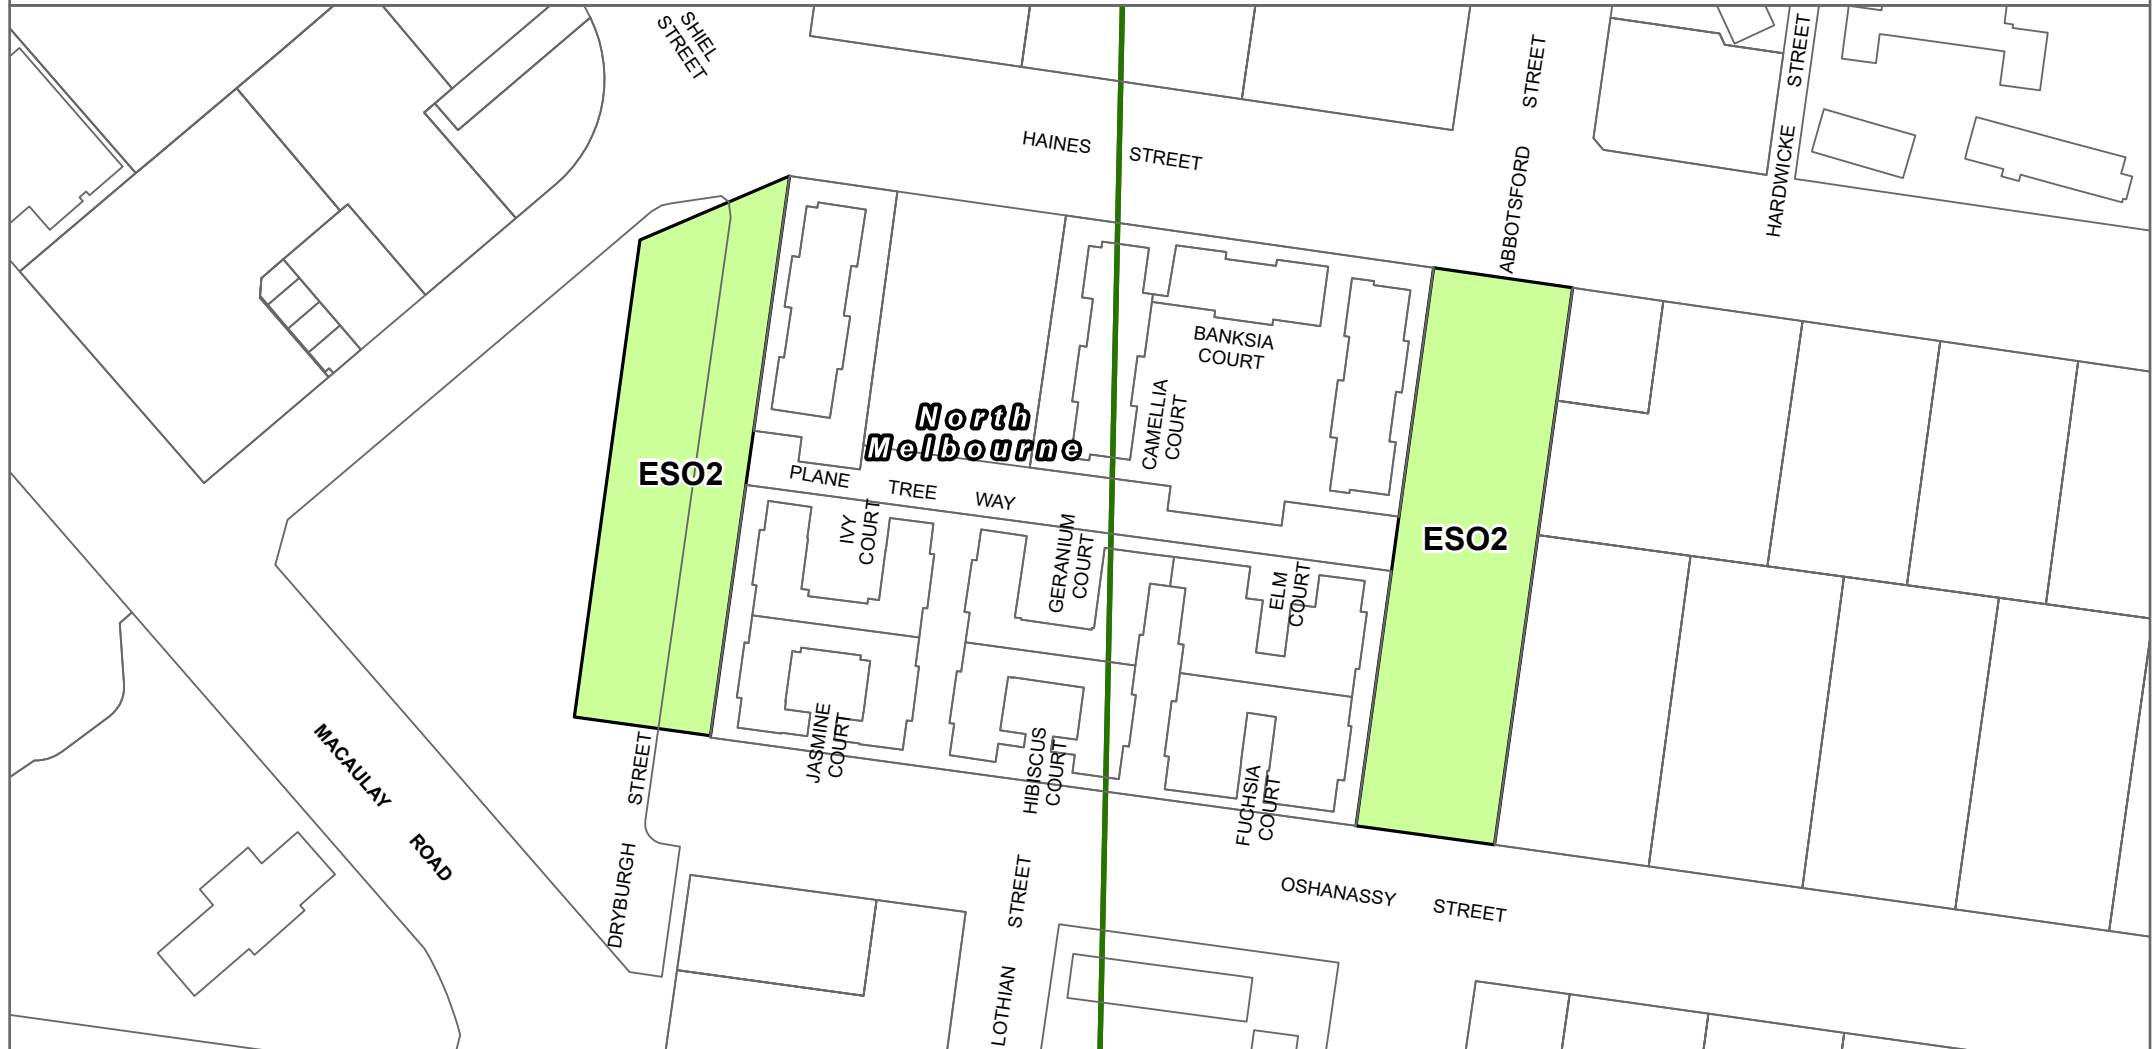 SHIEL
STREET
HAINES STREET
ABBOTSFORD STREET
HARDWICKE STREET
BANKSIA
COURT
CAMELLIA
COURT
North
Melbourne
ESO2
PLANE TREE WAY
ESO2
IVY
COURT
GERANIUM
COURT
ELM
COURT
JASMINE
COURT
HIBISCUS
COURT
FUCHSIA
COURT
MACAULAY ROAD
DRYBURGH STREET
LOTHIAN STREET
OSHANASSY STREET